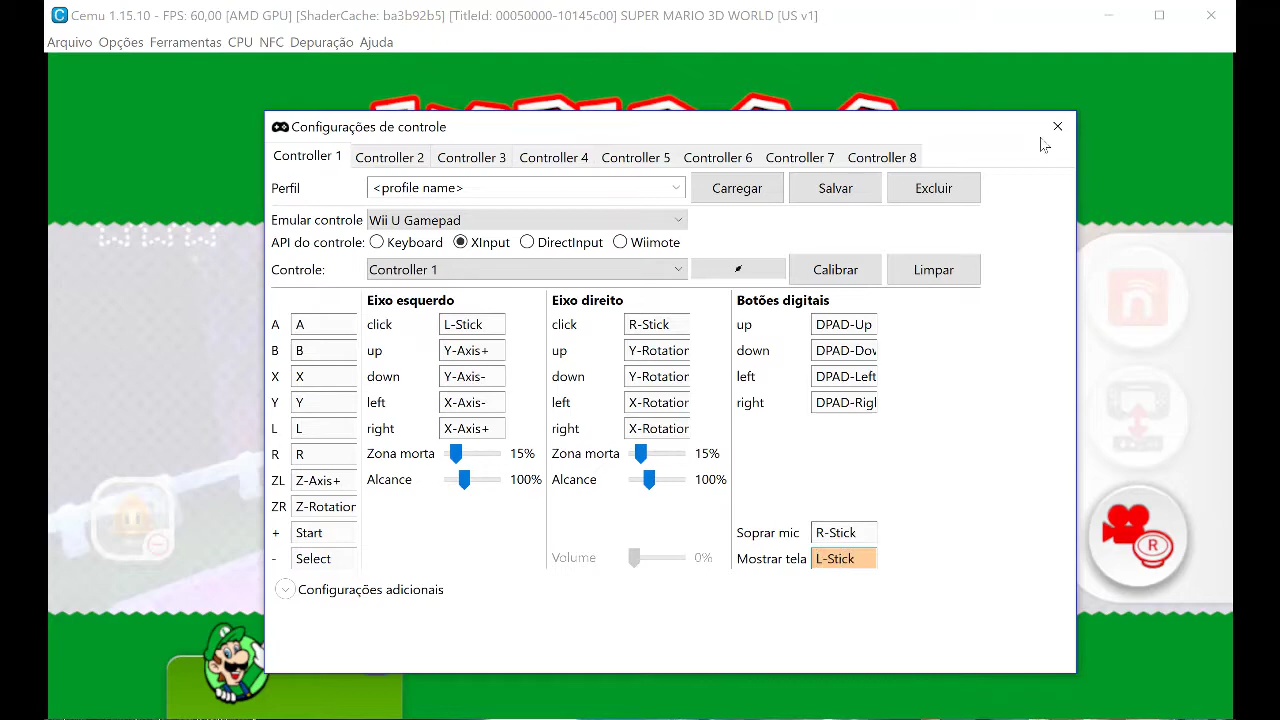 Cemu 1.15.10 - FPS: 60,00 [AMD GPU] [ShaderCache: ba3b92b5] [TitleId: 00050000-10145c00] SUPER MARIO 3D WORLD [US v1]
Arquivo Opções Ferramentas CPU NFC Depuração Ajuda
Configurações de controle
Controller 1 Controller 2 Controller 3 Controller 4 Controller 5 Controller 6 Controller 7 Controller 8
Perfil <profile name> Carregar Salvar Excluir
Emular controle Wii U Gamepad
API do controle: Keyboard XInput DirectInput Wiimote
Controle: Controller 1 Calibrar Limpar
Eixo esquerdo Eixo direito Botões digitais
A A click L-Stick click R-Stick up DPAD-Up
B B up Y-Axis+ up Y-Rotation down DPAD-Dov
X X down Y-Axis- down Y-Rotation left DPAD-Left
Y Y left X-Axis- left X-Rotation right DPAD-Righ
L L right X-Axis+ right X-Rotation
R R Zona morta 15% Zona morta 15%
ZL Z-Axis+ Alcance 100% Alcance 100%
ZR Z-Rotation
+ Start Soprar mic R-Stick
- Select Volume 0% Mostrar tela L-Stick
Configurações adicionais
R